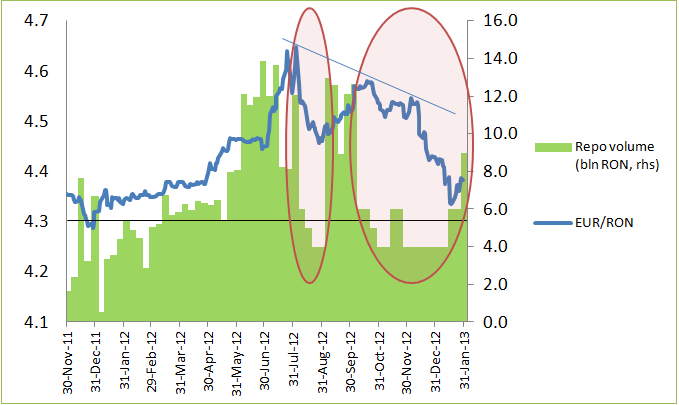 4.7
4.6
4.5
4.4
4.3
4.2
4.1
16.0
14.0
12.0
10.0
8.0
6.0
4.0
2.0
0.0
30-Nov-11
31-Dec-11
31-Jan-12
29-Feb-12
31-Mar-12
30-Apr-12
31-May-12
30-Jun-12
31-Jul-12
31-Aug-12
30-Sep-12
31-Oct-12
30-Nov-12
31-Dec-12
31-Jan-13
Repo volume
(bln RON, rhs)
EUR/RON